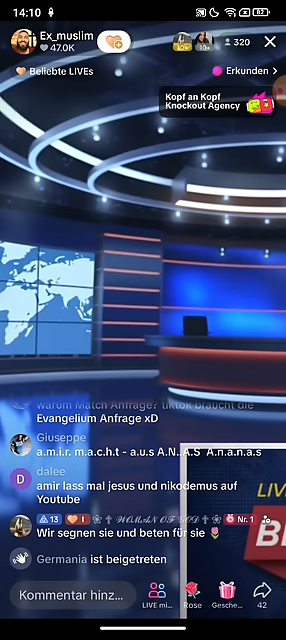 14:10
82
Ex_muslim
47.0K
10+
10+
320
Beliebte LIVEs
Erkunden
Kopf an Kopf
Knockout Agency
warum Match Anfrage? tiktok braucht die
Evangelium Anfrage xD
Giuseppe
a.m.i.r. m.a.c.h.t - a.u.s A.N. A.S A.n.a.n.a.s
dalee
D
amir lass mal jesus und nikodemus auf
Youtube
13 I 𝒲𝒪𝑀𝒜𝒩 𝒪𝐹 𝒢𝒪𝒟 Nr. 1
Wir segnen sie und beten für sie
Germania ist beigetreten
LIV
B
Kommentar hinz...
LIVE mi...
Rose
Gesche...
42